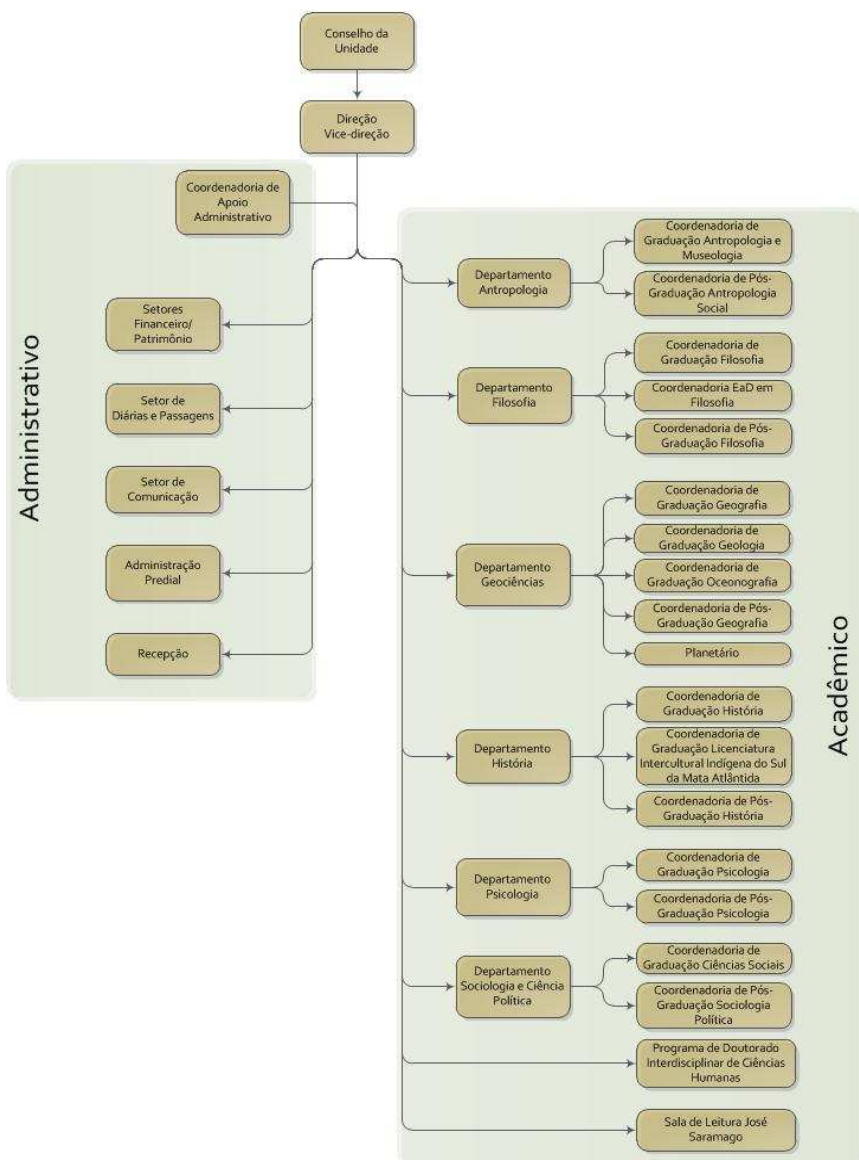 Conselho da
Unidade
Direção
Vice-direção
Administrativo
Coordenadoria de
Apoio
Administrativo
Setores
Financeiro/
Patrimônio
Setor de
Diárias e Passagens
Setor de
Comunicação
Administração
Predial
Recepção
Acadêmico
Departamento
Antropologia
Coordenadoria de
Graduação Antropologia e
Museologia
Coordenadoria de Pós-
Graduação Antropologia
Social
Departamento
Filosofia
Coordenadoria de
Graduação Filosofia
Coordenadoria EaD em
Filosofia
Coordenadoria de Pós-
Graduação Filosofia
Departamento
Geociências
Coordenadoria de
Graduação Geografia
Coordenadoria de
Graduação Geologia
Coordenadoria de
Graduação Oceonografia
Coordenadoria de Pós-
Graduação Geografia
Planetário
Departamento
História
Coordenadoria de
Graduação História
Coordenadoria de
Graduação Licenciatura
Intercultural Indígena do Sul
da Mata Atlântida
Coordenadoria de Pós-
Graduação História
Departamento
Psicologia
Coordenadoria de
Graduação Psicologia
Coordenadoria de Pós-
Graduação Psicologia
Departamento
Sociologia e Ciência
Política
Coordenadoria de
Graduação Ciências Sociais
Coordenadoria de Pós-
Graduação Sociologia
Política
Programa de Doutorado
Interdisciplinar de Ciências
Humanas
Sala de Leitura José
Saramago